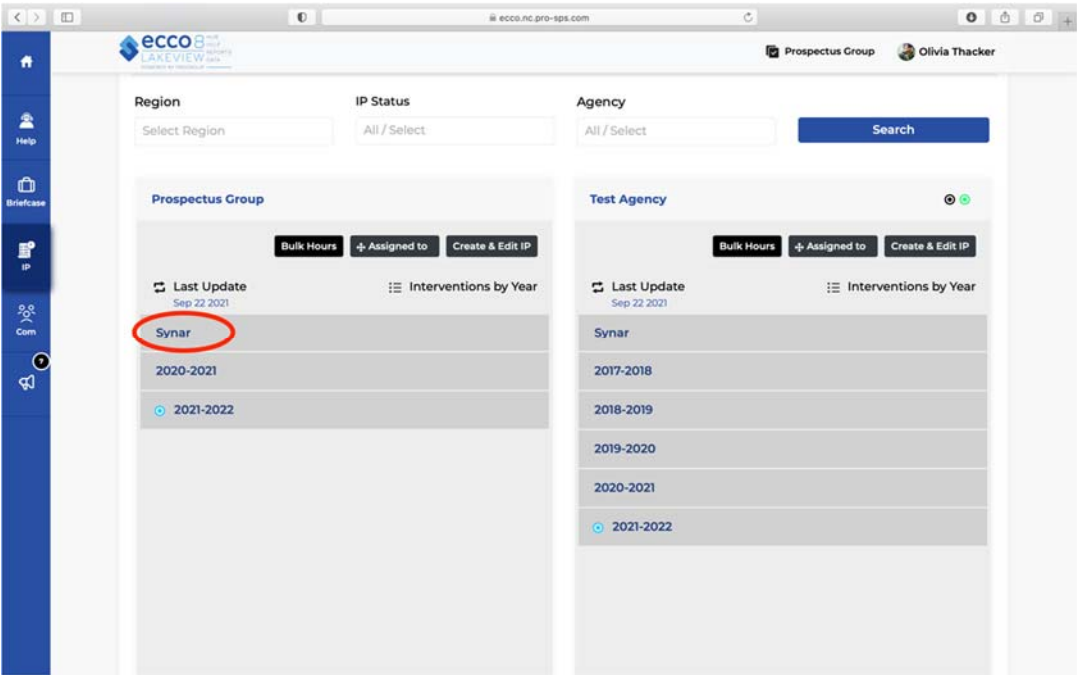 ecco.nc.pro-sps.com
ecco 8
LAKEVIEW
Prospectus Group
Olivia Thacker
Help
Briefcase
IP
Com
?
Region
IP Status
Agency
Select Region
All / Select
All / Select
Search
Prospectus Group
Bulk Hours
Assigned to
Create & Edit IP
Last Update
Sep 22 2021
Interventions by Year
Synar
2020-2021
2021-2022
Test Agency
Bulk Hours
Assigned to
Create & Edit IP
Last Update
Sep 22 2021
Interventions by Year
Synar
2017-2018
2018-2019
2019-2020
2020-2021
2021-2022